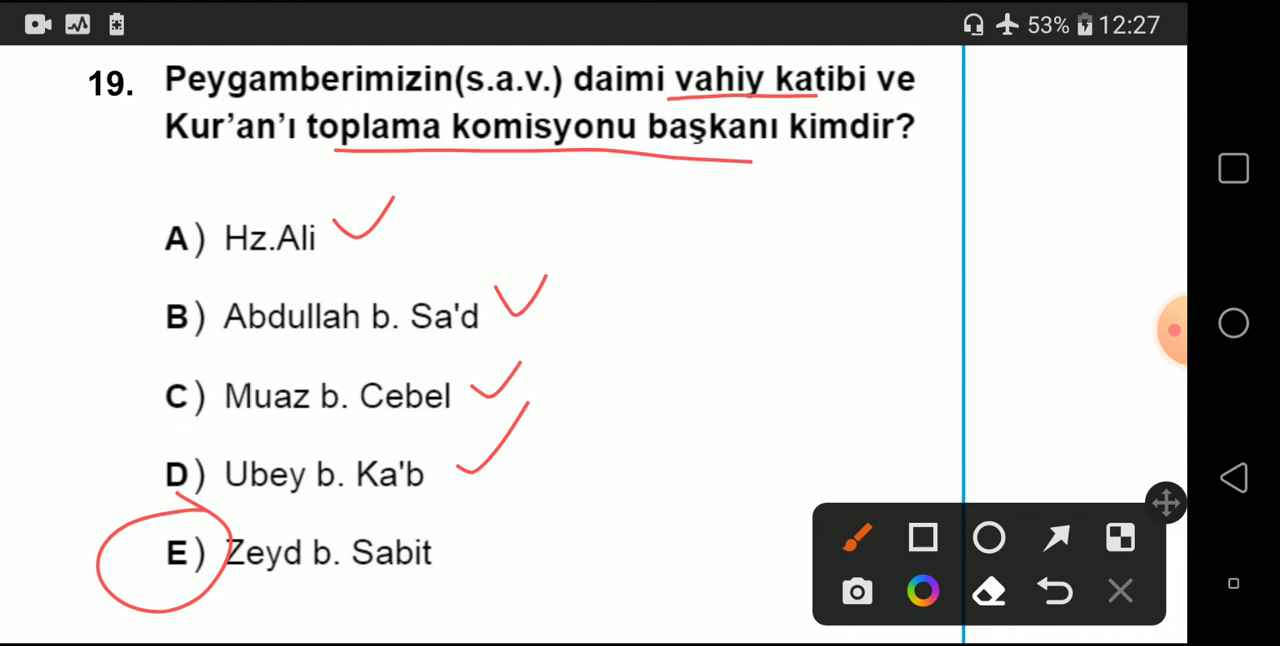 53% 12:27
19. Peygamberimizin(s.a.v.) daimi vahiy katibi ve
Kur’an’ı toplama komisyonu başkanı kimdir?
A) Hz.Ali
B) Abdullah b. Sa'd
C) Muaz b. Cebel
D) Ubey b. Ka'b
E) Zeyd b. Sabit